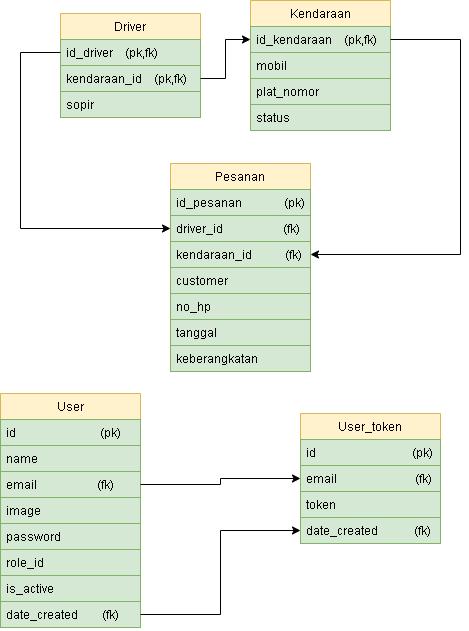 Driver
id_driver (pk,fk)
kendaraan_id (pk,fk)
sopir
Kendaraan
id_kendaraan (pk,fk)
mobil
plat_nomor
status
Pesanan
id_pesanan (pk)
driver_id (fk)
kendaraan_id (fk)
customer
no_hp
tanggal
keberangkatan
User
id (pk)
name
email (fk)
image
password
role_id
is_active
date_created (fk)
User_token
id (pk)
email (fk)
token
date_created (fk)